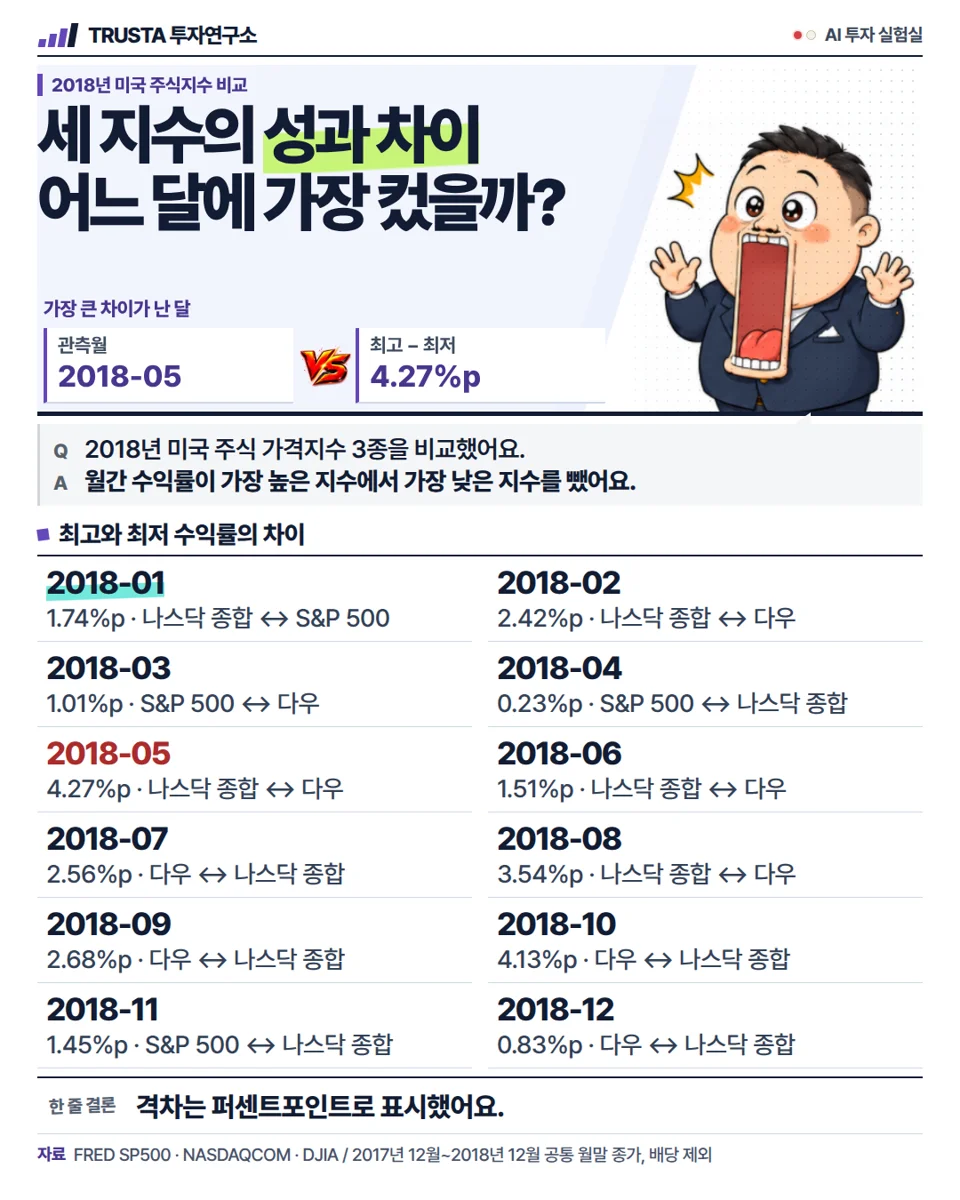 TRUSTA 투자연구소
AI 투자 실험실
2018년 미국 주식지수 비교
세 지수의 성과 차이
어느 달에 가장 컸을까?
가장 큰 차이가 난 달
관측월
2018-05
VS
최고 – 최저
4.27%p
Q 2018년 미국 주식 가격지수 3종을 비교했어요.
A 월간 수익률이 가장 높은 지수에서 가장 낮은 지수를 뺐어요.
최고와 최저 수익률의 차이
2018-01
1.74%p · 나스닥 종합 ↔ S&P 500
2018-02
2.42%p · 나스닥 종합 ↔ 다우
2018-03
1.01%p · S&P 500 ↔ 다우
2018-04
0.23%p · S&P 500 ↔ 나스닥 종합
2018-05
4.27%p · 나스닥 종합 ↔ 다우
2018-06
1.51%p · 나스닥 종합 ↔ 다우
2018-07
2.56%p · 다우 ↔ 나스닥 종합
2018-08
3.54%p · 나스닥 종합 ↔ 다우
2018-09
2.68%p · 다우 ↔ 나스닥 종합
2018-10
4.13%p · 다우 ↔ 나스닥 종합
2018-11
1.45%p · S&P 500 ↔ 나스닥 종합
2018-12
0.83%p · 다우 ↔ 나스닥 종합
한 줄 결론 격차는 퍼센트포인트로 표시했어요.
자료 FRED SP500 · NASDAQCOM · DJIA / 2017년 12월~2018년 12월 공통 월말 종가, 배당 제외